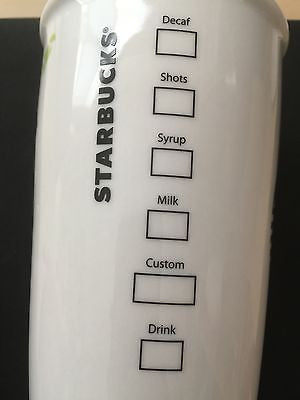 STARBUCKS®
Decaf
Shots
Syrup
Milk
Custom
Drink